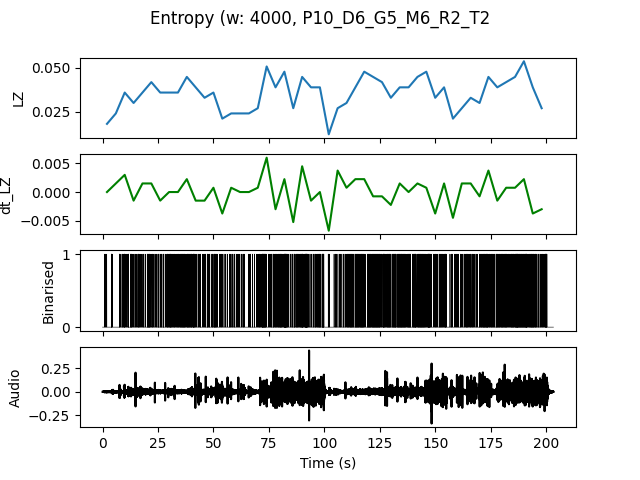 Entropy (w: 4000, P10_D6_G5_M6_R2_T2
0.050
0.025
LZ
0.005
0.000
−0.005
dt_LZ
1
0
Binarised
0.25
0.00
−0.25
Audio
0 25 50 75 100 125 150 175 200
Time (s)